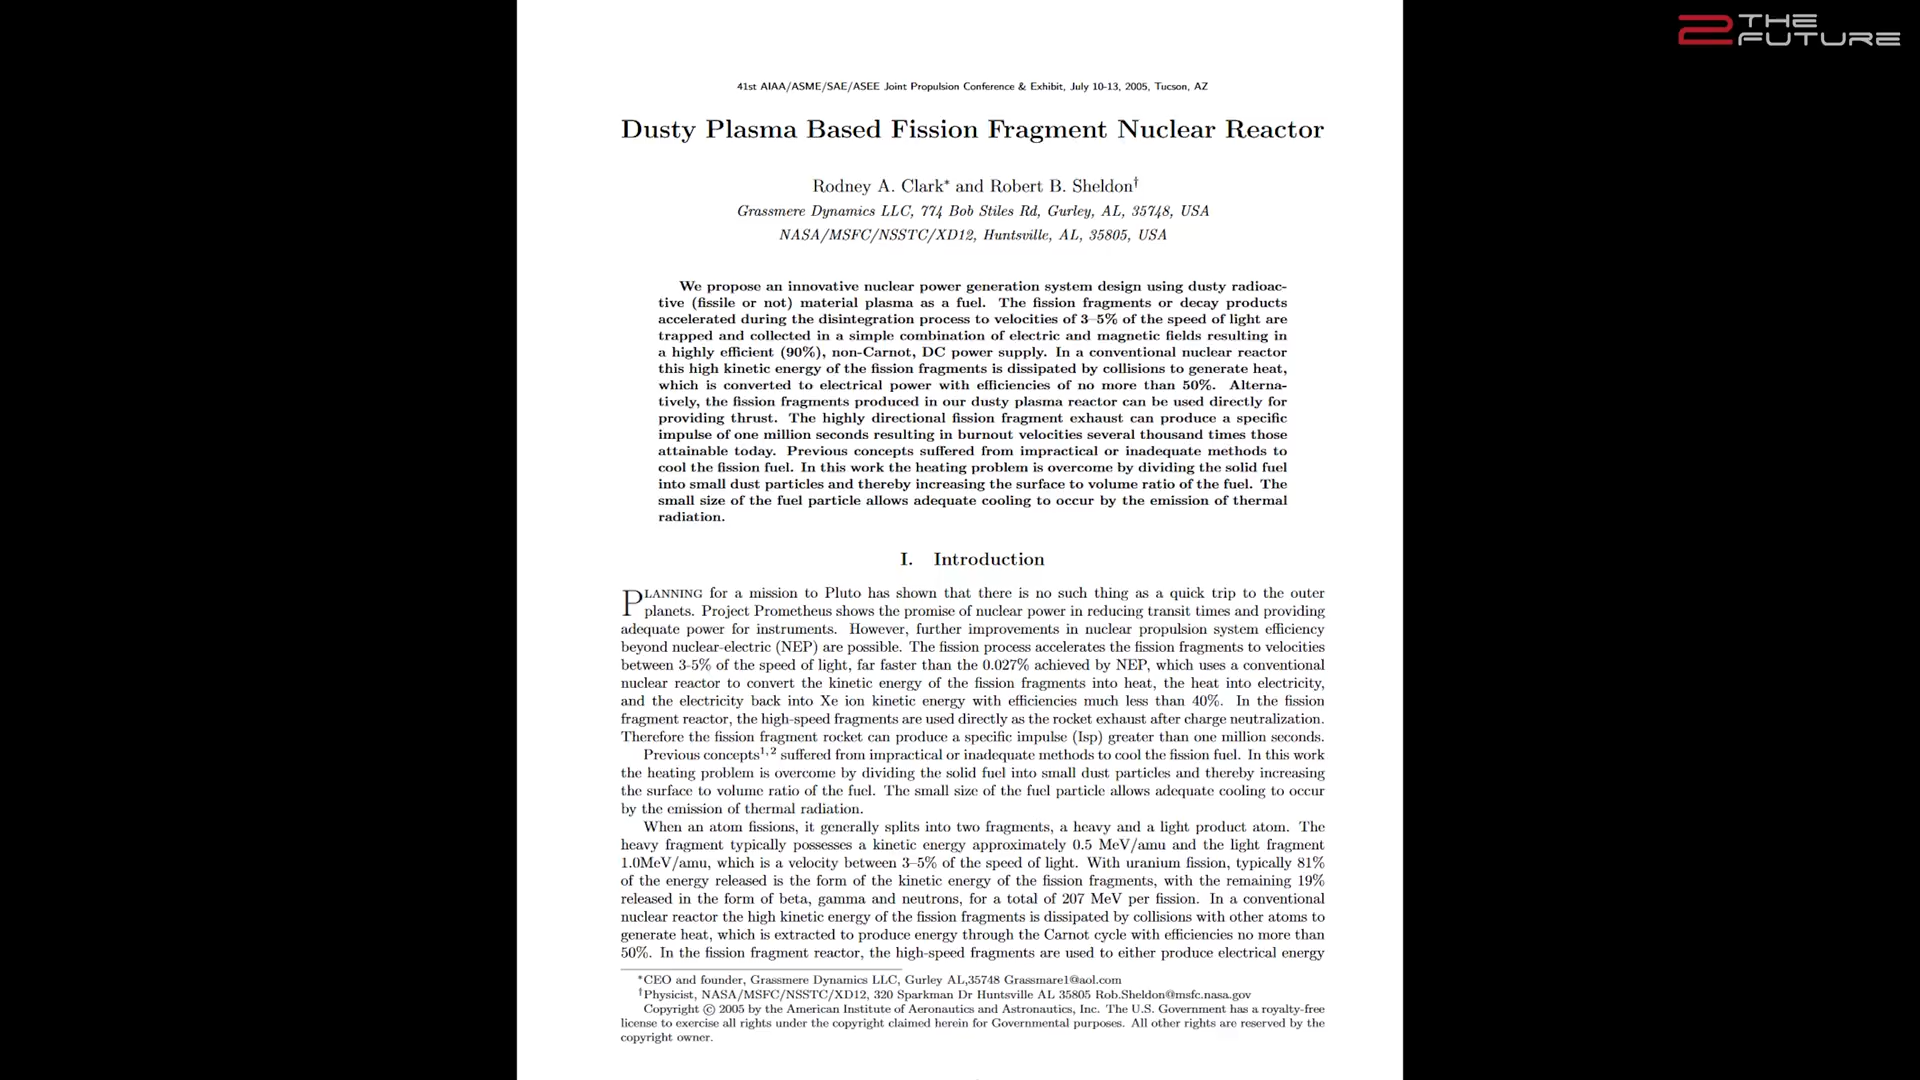 2 THE FUTURE
41st AIAA/ASME/SAE/ASEE Joint Propulsion Conference & Exhibit, July 10-13, 2005, Tucson, AZ
Dusty Plasma Based Fission Fragment Nuclear Reactor
Rodney A. Clark* and Robert B. Sheldon†
Grassmere Dynamics LLC, 774 Bob Stiles Rd, Gurley, AL, 35748, USA
NASA/MSFC/NSSTC/XD12, Huntsville, AL, 35805, USA
We propose an innovative nuclear power generation system design using dusty radioac-
tive (fissile or not) material plasma as a fuel. The fission fragments or decay products
accelerated during the disintegration process to velocities of 3–5% of the speed of light are
trapped and collected in a simple combination of electric and magnetic fields resulting in
a highly efficient (90%), non-Carnot, DC power supply. In a conventional nuclear reactor
this high kinetic energy of the fission fragments is dissipated by collisions to generate heat,
which is converted to electrical power with efficiencies of no more than 50%. Alterna-
tively, the fission fragments produced in our dusty plasma reactor can be used directly for
providing thrust. The highly directional fission fragment exhaust can produce a specific
impulse of one million seconds resulting in burnout velocities several thousand times those
attainable today. Previous concepts suffered from impractical or inadequate methods to
cool the fission fuel. In this work the heating problem is overcome by dividing the solid fuel
into small dust particles and thereby increasing the surface to volume ratio of the fuel. The
small size of the fuel particle allows adequate cooling to occur by the emission of thermal
radiation.
I. Introduction
PLANNING for a mission to Pluto has shown that there is no such thing as a quick trip to the outer
planets. Project Prometheus shows the promise of nuclear power in reducing transit times and providing
adequate power for instruments. However, further improvements in nuclear propulsion system efficiency
beyond nuclear-electric (NEP) are possible. The fission process accelerates the fission fragments to velocities
between 3-5% of the speed of light, far faster than the 0.027% achieved by NEP, which uses a conventional
nuclear reactor to convert the kinetic energy of the fission fragments into heat, the heat into electricity,
and the electricity back into Xe ion kinetic energy with efficiencies much less than 40%. In the fission
fragment reactor, the high-speed fragments are used directly as the rocket exhaust after charge neutralization.
Therefore the fission fragment rocket can produce a specific impulse (Isp) greater than one million seconds.
Previous concepts1,2 suffered from impractical or inadequate methods to cool the fission fuel. In this work
the heating problem is overcome by dividing the solid fuel into small dust particles and thereby increasing
the surface to volume ratio of the fuel. The small size of the fuel particle allows adequate cooling to occur
by the emission of thermal radiation.
When an atom fissions, it generally splits into two fragments, a heavy and a light product atom. The
heavy fragment typically possesses a kinetic energy approximately 0.5 MeV/amu and the light fragment
1.0MeV/amu, which is a velocity between 3–5% of the speed of light. With uranium fission, typically 81%
of the energy released is the form of the kinetic energy of the fission fragments, with the remaining 19%
released in the form of beta, gamma and neutrons, for a total of 207 MeV per fission. In a conventional
nuclear reactor the high kinetic energy of the fission fragments is dissipated by collisions with other atoms to
generate heat, which is extracted to produce energy through the Carnot cycle with efficiencies no more than
50%. In the fission fragment reactor, the high-speed fragments are used to either produce electrical energy
*CEO and founder, Grassmere Dynamics LLC, Gurley AL,35748 Grassmare1@aol.com
†Physicist, NASA/MSFC/NSSTC/XD12, 320 Sparkman Dr Huntsville AL 35805 Rob.Sheldon@msfc.nasa.gov
Copyright © 2005 by the American Institute of Aeronautics and Astronautics, Inc. The U.S. Government has a royalty-free
license to exercise all rights under the copyright claimed herein for Governmental purposes. All other rights are reserved by the
copyright owner.